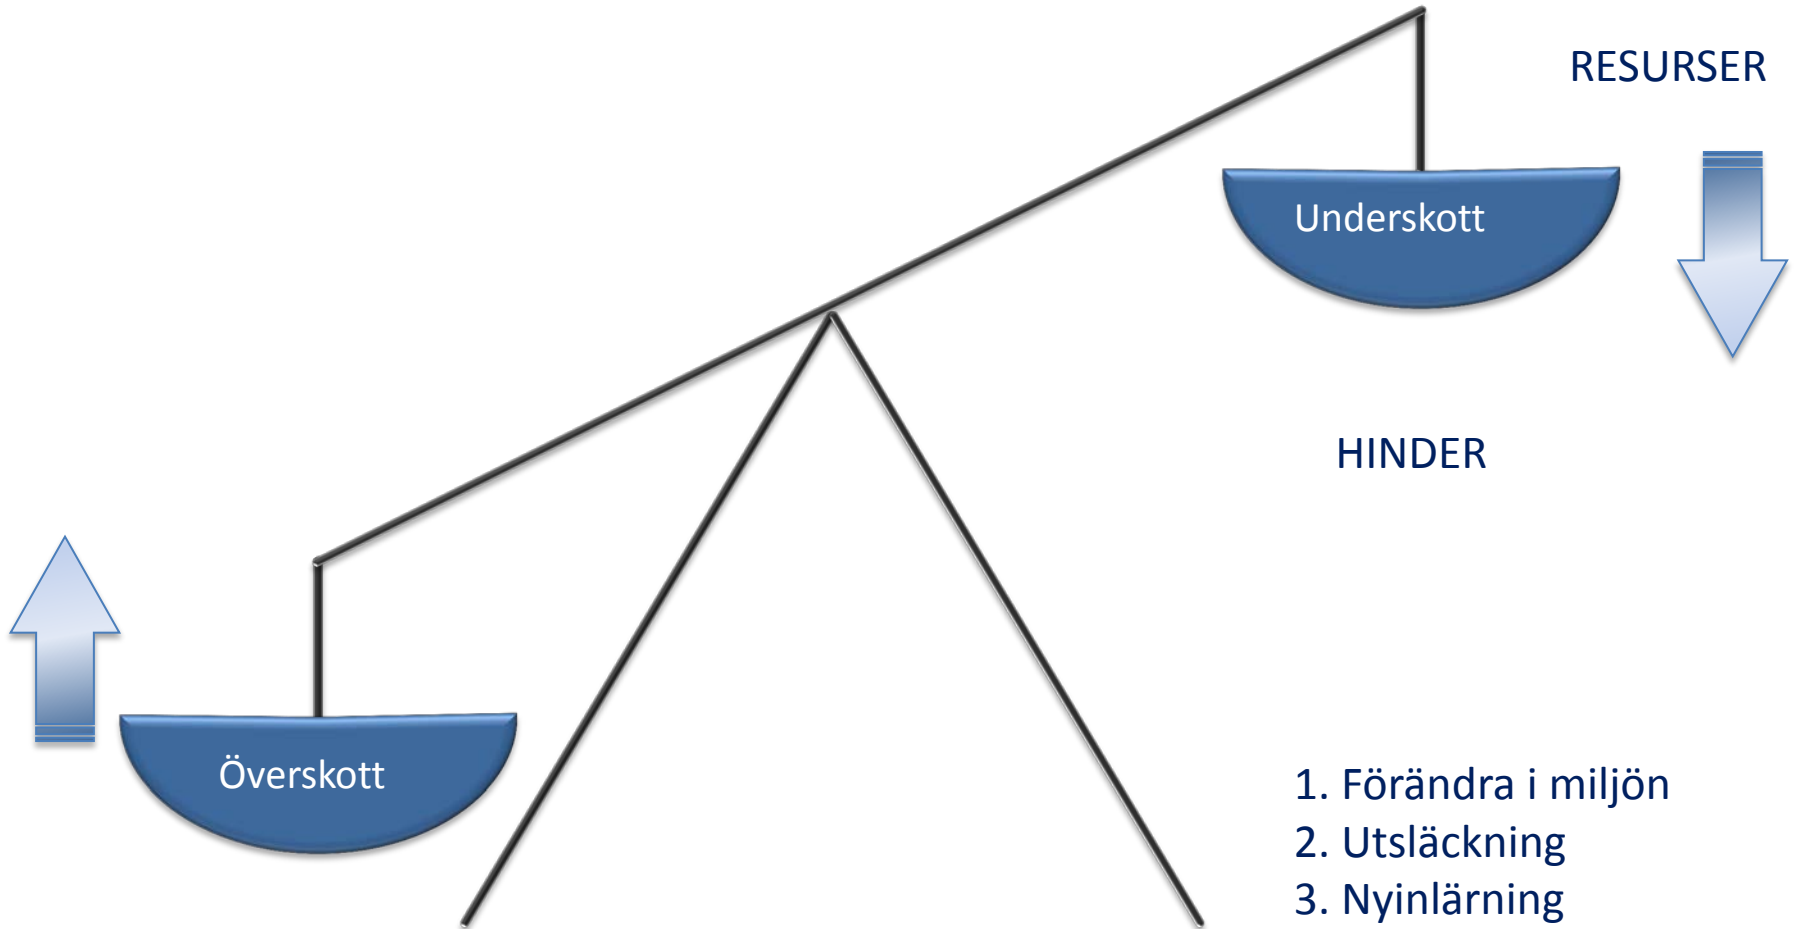 RESURSER
Underskott
HINDER
Överskott
1. Förändra i miljön
2. Utsläckning
3. Nyinlärning